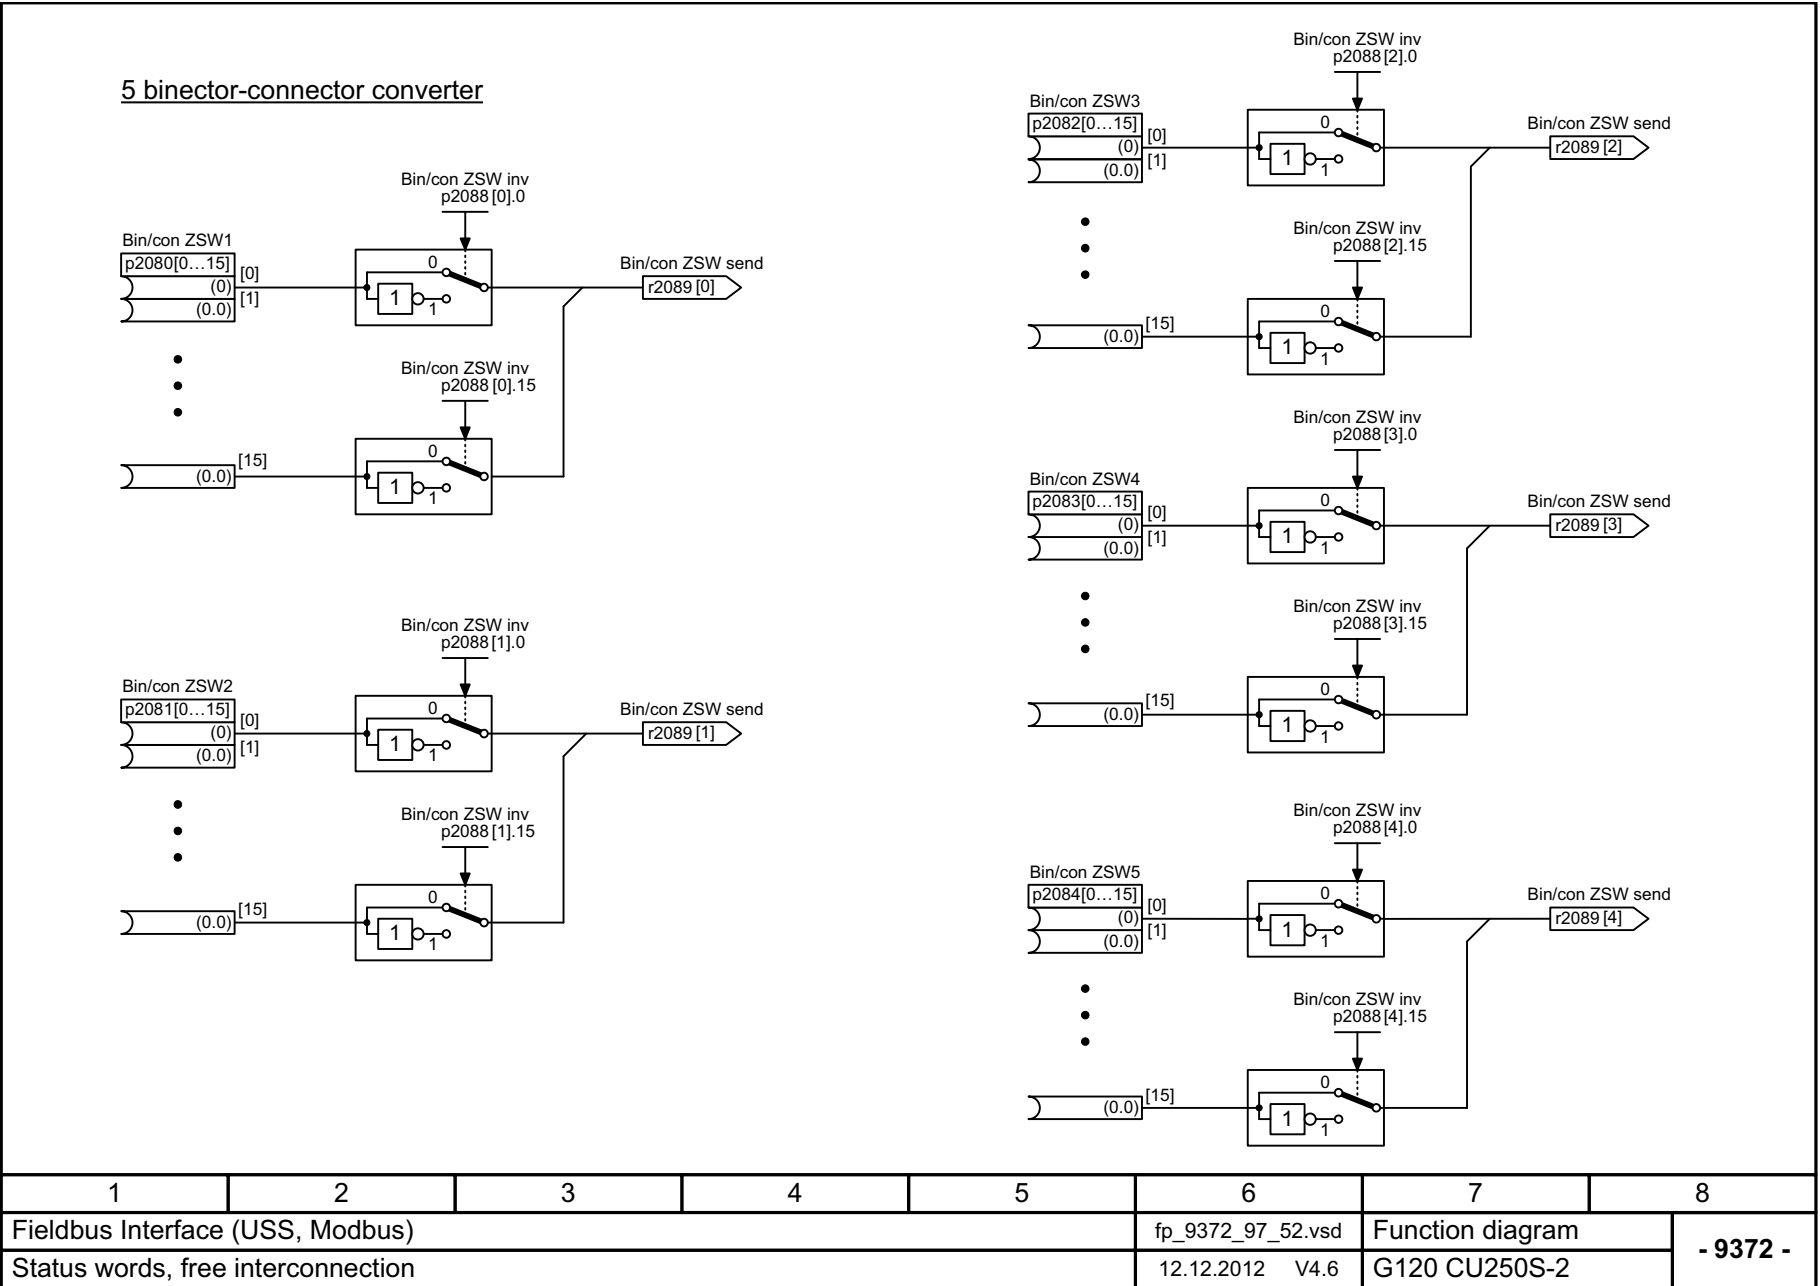 5 binector-connector converter
Bin/con ZSW inv
p2088[0].0
Bin/con ZSW1
p2080[0...15]
[0]
(0)
[1]
(0.0)
0
1
1
Bin/con ZSW send
r2089[0]
Bin/con ZSW inv
p2088[0].15
[15]
(0.0)
0
1
1
Bin/con ZSW inv
p2088[1].0
Bin/con ZSW2
p2081[0...15]
[0]
(0)
[1]
(0.0)
0
1
1
Bin/con ZSW send
r2089[1]
Bin/con ZSW inv
p2088[1].15
[15]
(0.0)
0
1
1
Bin/con ZSW inv
p2088[2].0
Bin/con ZSW3
p2082[0...15]
[0]
(0)
[1]
(0.0)
0
1
1
Bin/con ZSW send
r2089[2]
Bin/con ZSW inv
p2088[2].15
[15]
(0.0)
0
1
1
Bin/con ZSW inv
p2088[3].0
Bin/con ZSW4
p2083[0...15]
[0]
(0)
[1]
(0.0)
0
1
1
Bin/con ZSW send
r2089[3]
Bin/con ZSW inv
p2088[3].15
[15]
(0.0)
0
1
1
Bin/con ZSW inv
p2088[4].0
Bin/con ZSW5
p2084[0...15]
[0]
(0)
[1]
(0.0)
0
1
1
Bin/con ZSW send
r2089[4]
Bin/con ZSW inv
p2088[4].15
[15]
(0.0)
0
1
1
1 2 3 4 5 6 7 8
Fieldbus Interface (USS, Modbus) fp_9372_97_52.vsd Function diagram
- 9372 -
Status words, free interconnection 12.12.2012 V4.6 G120 CU250S-2